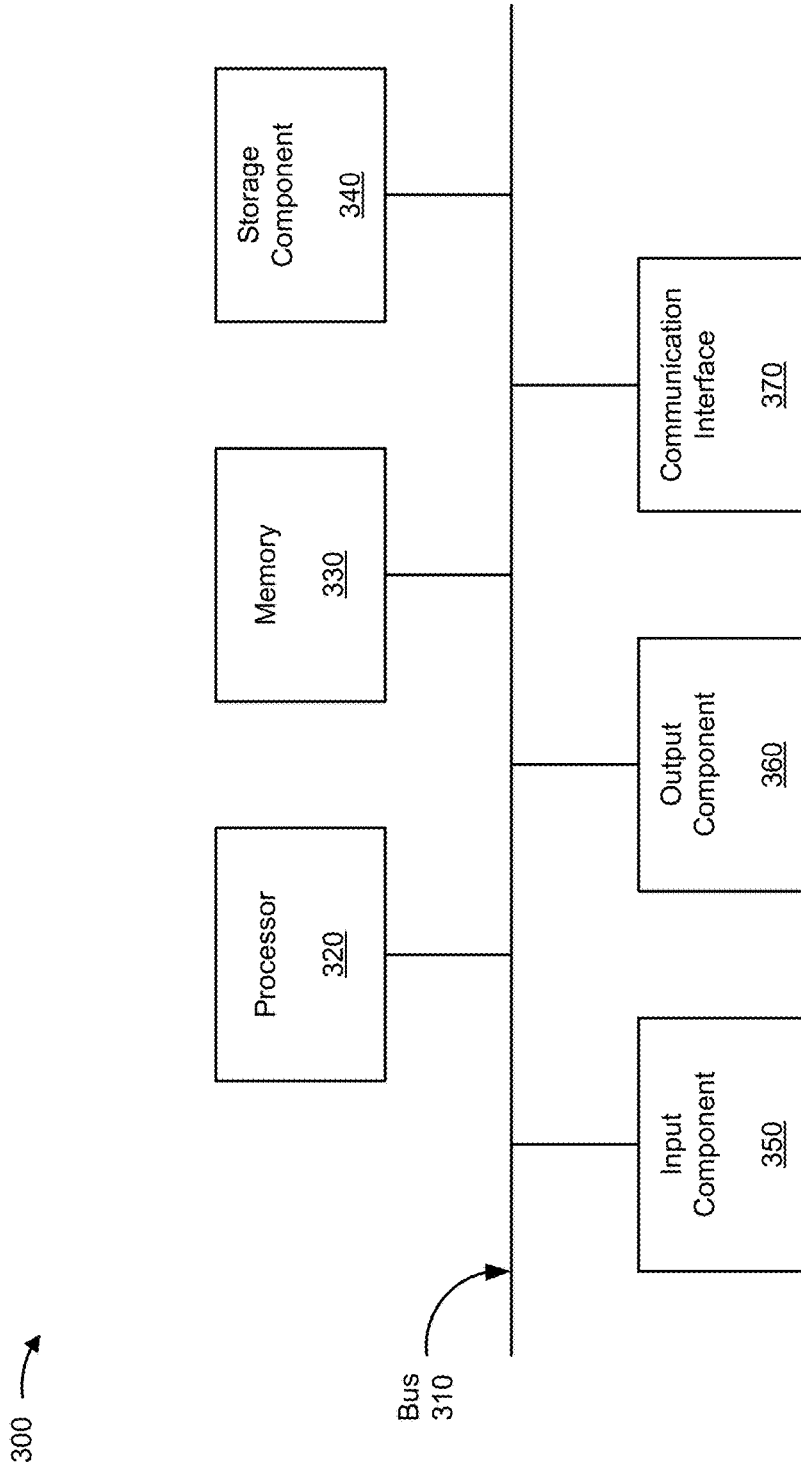 300
Processor
320
Memory
330
Storage
Component
340
Bus
310
Input
Component
350
Output
Component
360
Communication
Interface
370